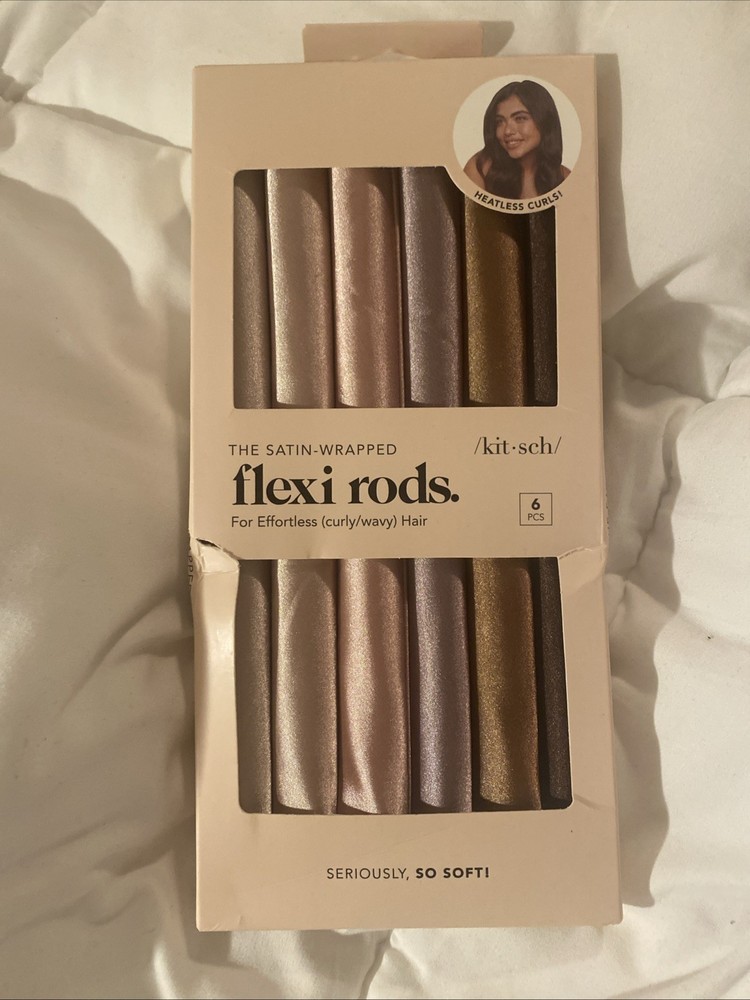 HEATLESS CURLS!
THE SATIN-WRAPPED
/kit·sch/
flexi rods.
For Effortless (curly/wavy) Hair
6
PCS
SERIOUSLY, SO SOFT!